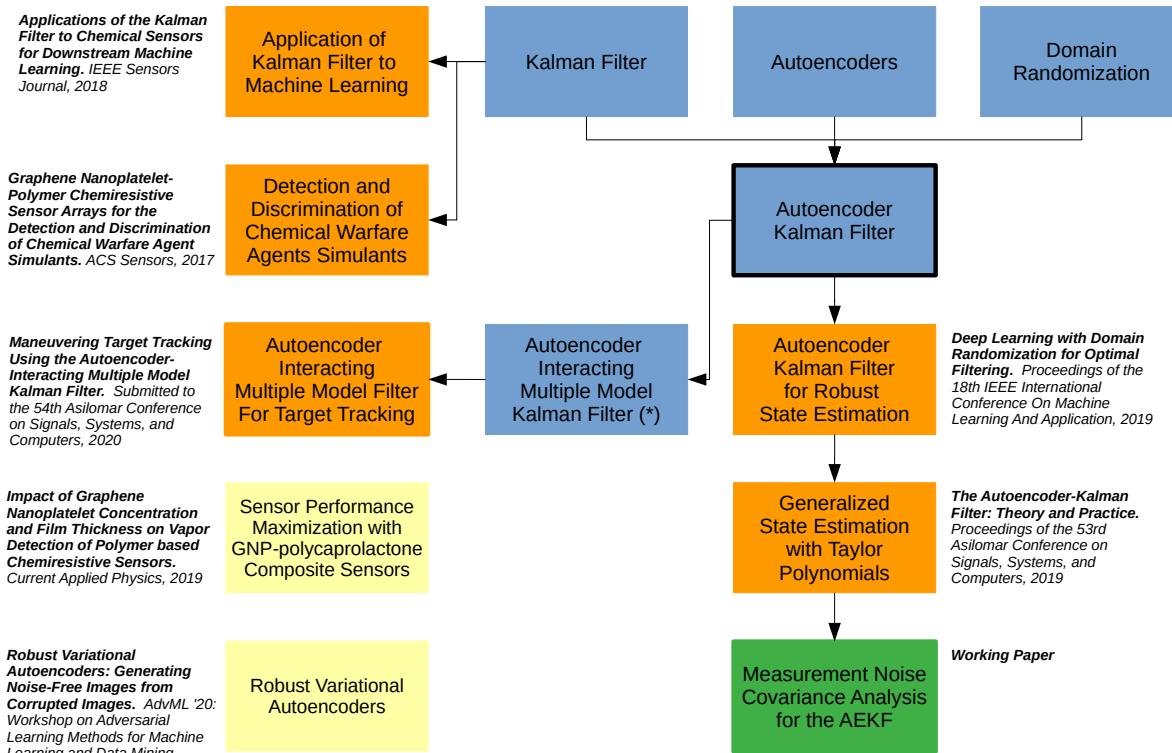 Applications of the Kalman
Filter to Chemical Sensors
for Downstream Machine
Learning. IEEE Sensors
Journal, 2018
Application of
Kalman Filter to
Machine Learning
Kalman Filter
Autoencoders
Domain
Randomization
Graphene Nanoplatelet-
Polymer Chemiresistive
Sensor Arrays for the
Detection and Discrimination
of Chemical Warfare Agent
Simulants. ACS Sensors, 2017
Detection and
Discrimination of
Chemical Warfare
Agents Simulants
Autoencoder
Kalman Filter
Maneuvering Target Tracking
Using the Autoencoder-
Interacting Multiple Model
Kalman Filter. Submitted to
the 54th Asilomar Conference
on Signals, Systems, and
Computers, 2020
Autoencoder
Interacting
Multiple Model Filter
For Target Tracking
Autoencoder
Interacting
Multiple Model
Kalman Filter (*)
Autoencoder
Kalman Filter
for Robust
State Estimation
Deep Learning with Domain
Randomization for Optimal
Filtering. Proceedings of the
18th IEEE International
Conference On Machine
Learning And Application, 2019
Impact of Graphene
Nanoplatelet Concentration
and Film Thickness on Vapor
Detection of Polymer based
Chemiresistive Sensors.
Current Applied Physics, 2019
Sensor Performance
Maximization with
GNP-polycaprolactone
Composite Sensors
Generalized
State Estimation
with Taylor
Polynomials
The Autoencoder-Kalman
Filter: Theory and Practice.
Proceedings of the 53rd
Asilomar Conference on
Signals, Systems, and
Computers, 2019
Robust Variational
Autoencoders: Generating
Noise-Free Images from
Corrupted Images. AdvML '20:
Workshop on Adversarial
Learning Methods for Machine
Learning and Data Mining
Robust Variational
Autoencoders
Measurement Noise
Covariance Analysis
for the AEKF
Working Paper